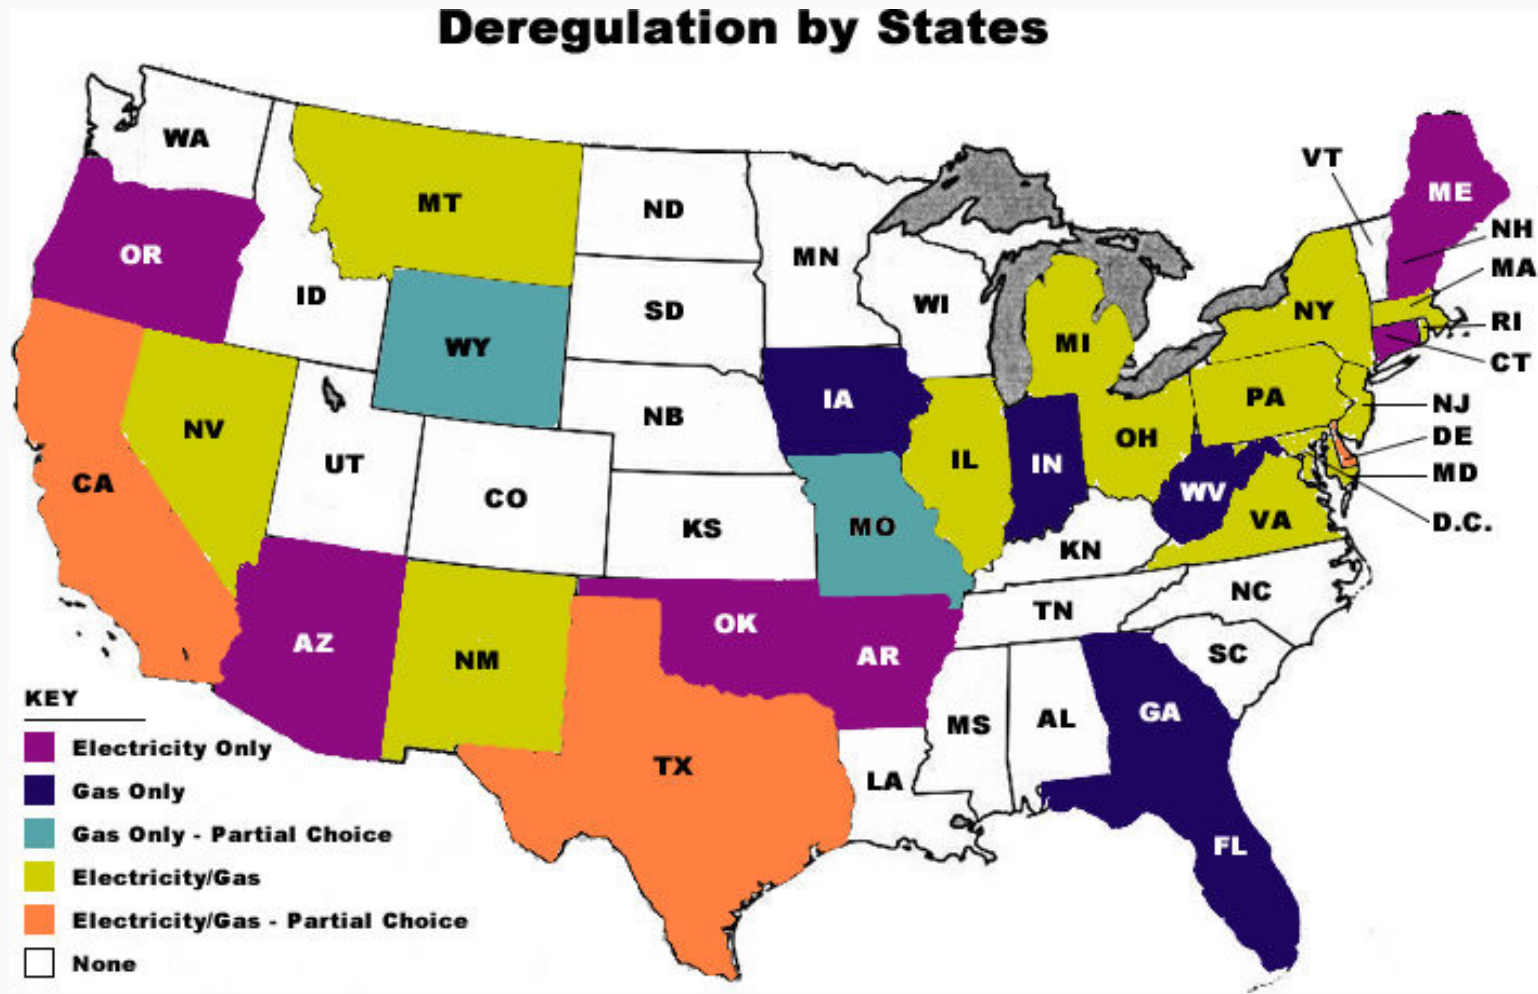 Deregulation by States
WA
VT
ME
MT
ND
NH
OR
MN
MA
ID
SD
WI
NY
RI
WY
MI
CT
IA
PA
NJ
NV
NB
OH
DE
UT
IL
IN
MD
CA
CO
WV
VA
D.C.
KS
MO
KN
NC
TN
OK
AZ
NM
AR
SC
KEY
MS
AL
GA
Electricity Only
TX
LA
Gas Only
Gas Only - Partial Choice
FL
Electricity/Gas
Electricity/Gas - Partial Choice
None